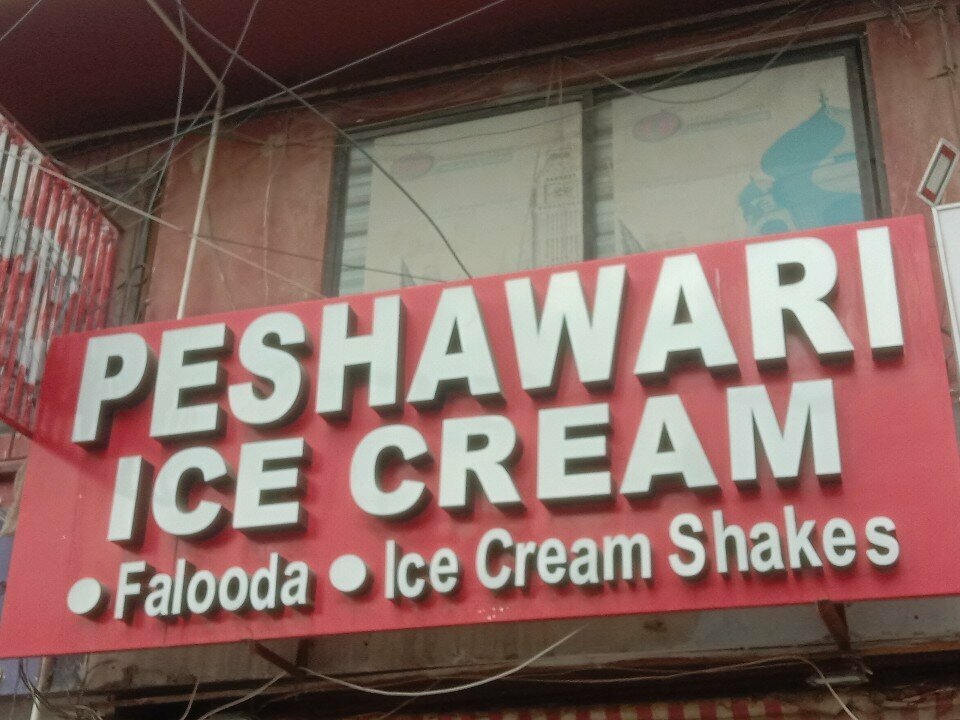 PESHAWARI
ICE CREAM
• Falooda • Ice Cream Shakes